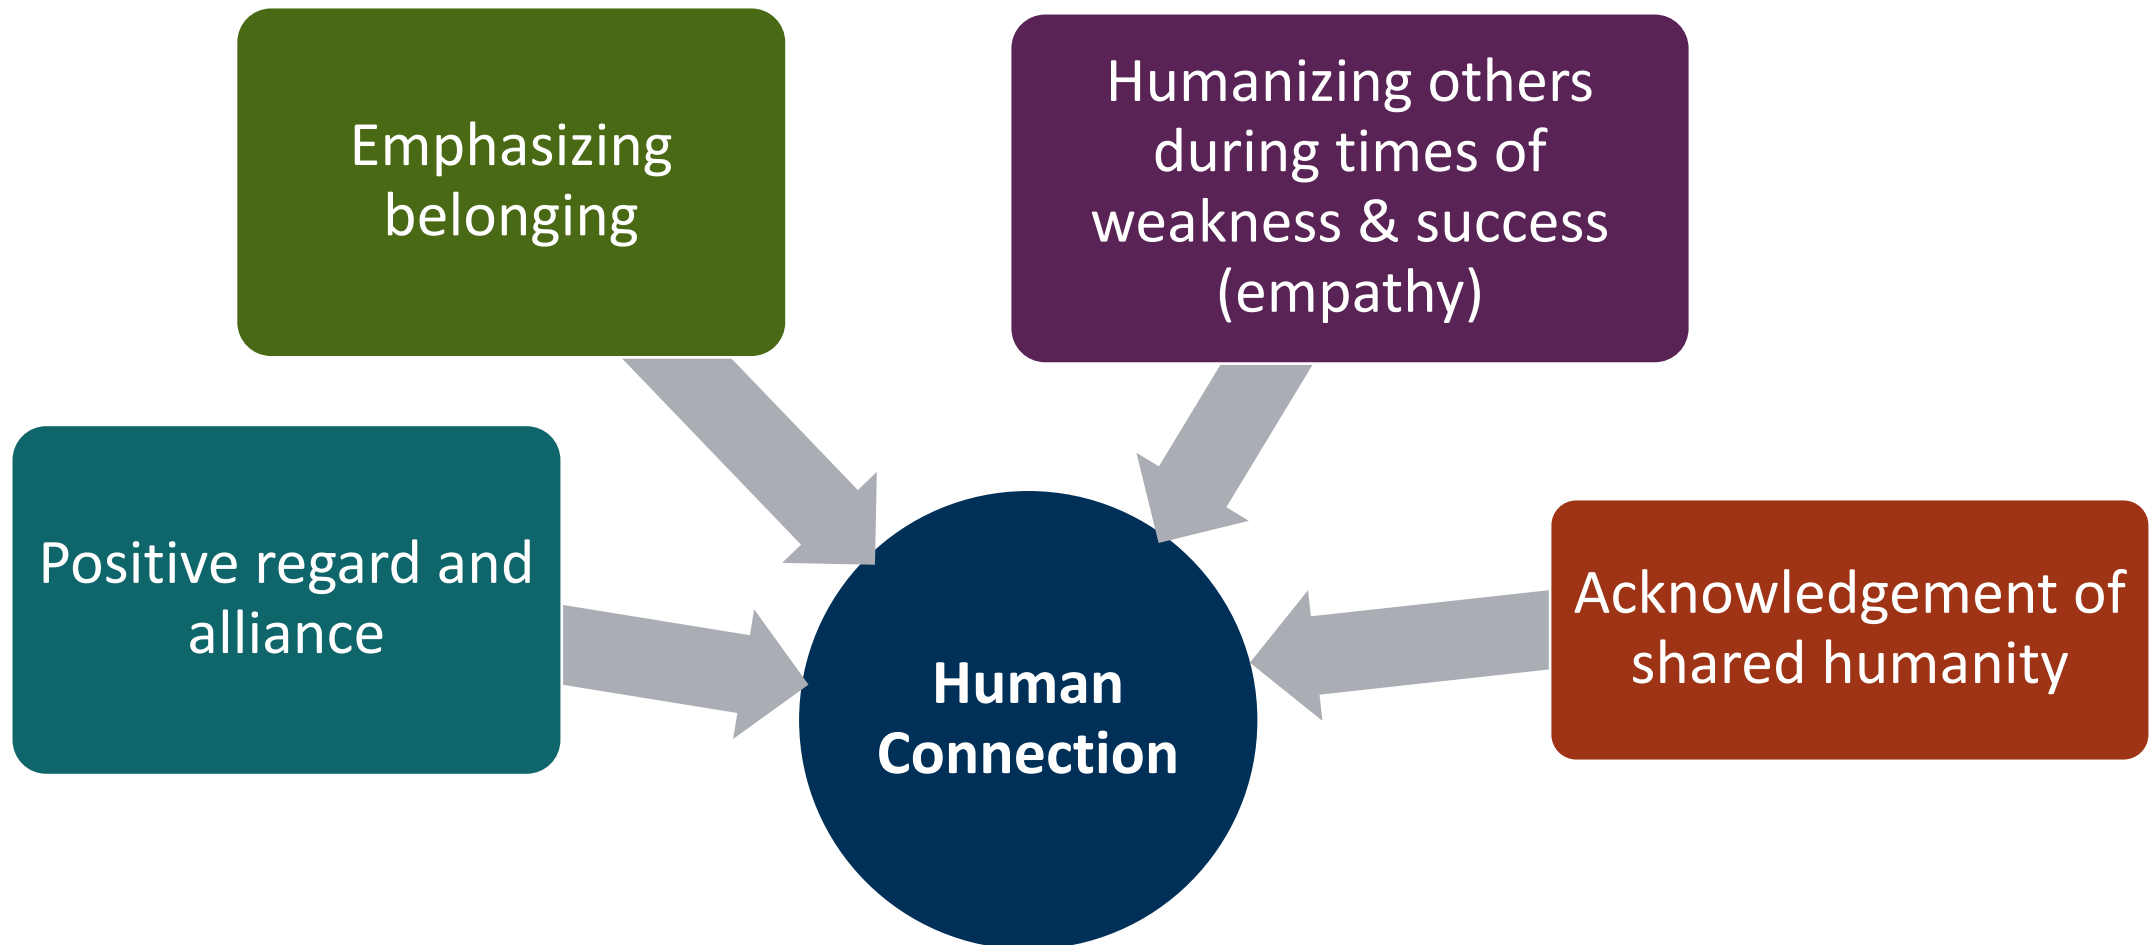 Emphasizing
belonging
Humanizing others
during times of
weakness & success
(empathy)
Positive regard and
alliance
Acknowledgement of
shared humanity
Human
Connection